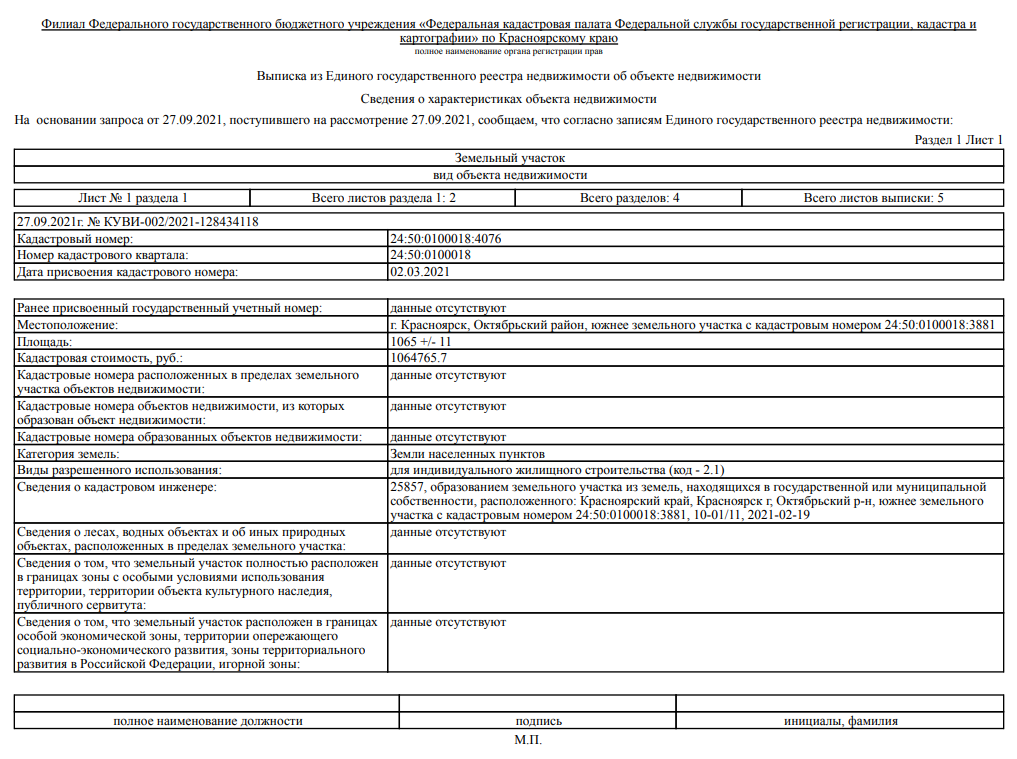 Филиал Федерального государственного бюджетного учреждения «Федеральная кадастровая палата Федеральной службы государственной регистрации, кадастра и
картографии» по Красноярскому краю
полное наименование органа регистрации прав
Выписка из Единого государственного реестра недвижимости об объекте недвижимости
Сведения о характеристиках объекта недвижимости
На основании запроса от 27.09.2021, поступившего на рассмотрение 27.09.2021, сообщаем, что согласно записям Единого государственного реестра недвижимости:
Раздел 1 Лист 1
Земельный участок
вид объекта недвижимости
Лист № 1 раздела 1 Всего листов раздела 1: 2 Всего разделов: 4 Всего листов выписки: 5
27.09.2021г. № КУВИ-002/2021-128434118
Кадастровый номер: 24:50:0100018:4076
Номер кадастрового квартала: 24:50:0100018
Дата присвоения кадастрового номера: 02.03.2021
Ранее присвоенный государственный учетный номер: данные отсутствуют
Местоположение: г. Красноярск, Октябрьский район, южнее земельного участка с кадастровым номером 24:50:0100018:3881
Площадь: 1065 +/- 11
Кадастровая стоимость, руб.: 1064765.7
Кадастровые номера расположенных в пределах земельного данные отсутствуют
участка объектов недвижимости:
Кадастровые номера объектов недвижимости, из которых данные отсутствуют
образован объект недвижимости:
Кадастровые номера образованных объектов недвижимости: данные отсутствуют
Категория земель: Земли населенных пунктов
Виды разрешенного использования: для индивидуального жилищного строительства (код - 2.1)
Сведения о кадастровом инженере: 25857, образованием земельного участка из земель, находящихся в государственной или муниципальной
собственности, расположенного: Красноярский край, Красноярск г, Октябрьский р-н, южнее земельного
участка с кадастровым номером 24:50:0100018:3881, 10-01/11, 2021-02-19
Сведения о лесах, водных объектах и об иных природных данные отсутствуют
объектах, расположенных в пределах земельного участка:
Сведения о том, что земельный участок полностью расположен данные отсутствуют
в границах зоны с особыми условиями использования
территории, территории объекта культурного наследия,
публичного сервитута:
Сведения о том, что земельный участок расположен в границах данные отсутствуют
особой экономической зоны, территории опережающего
социально-экономического развития, зоны территориального
развития в Российской Федерации, игорной зоны:
полное наименование должности подпись инициалы, фамилия
М.П.